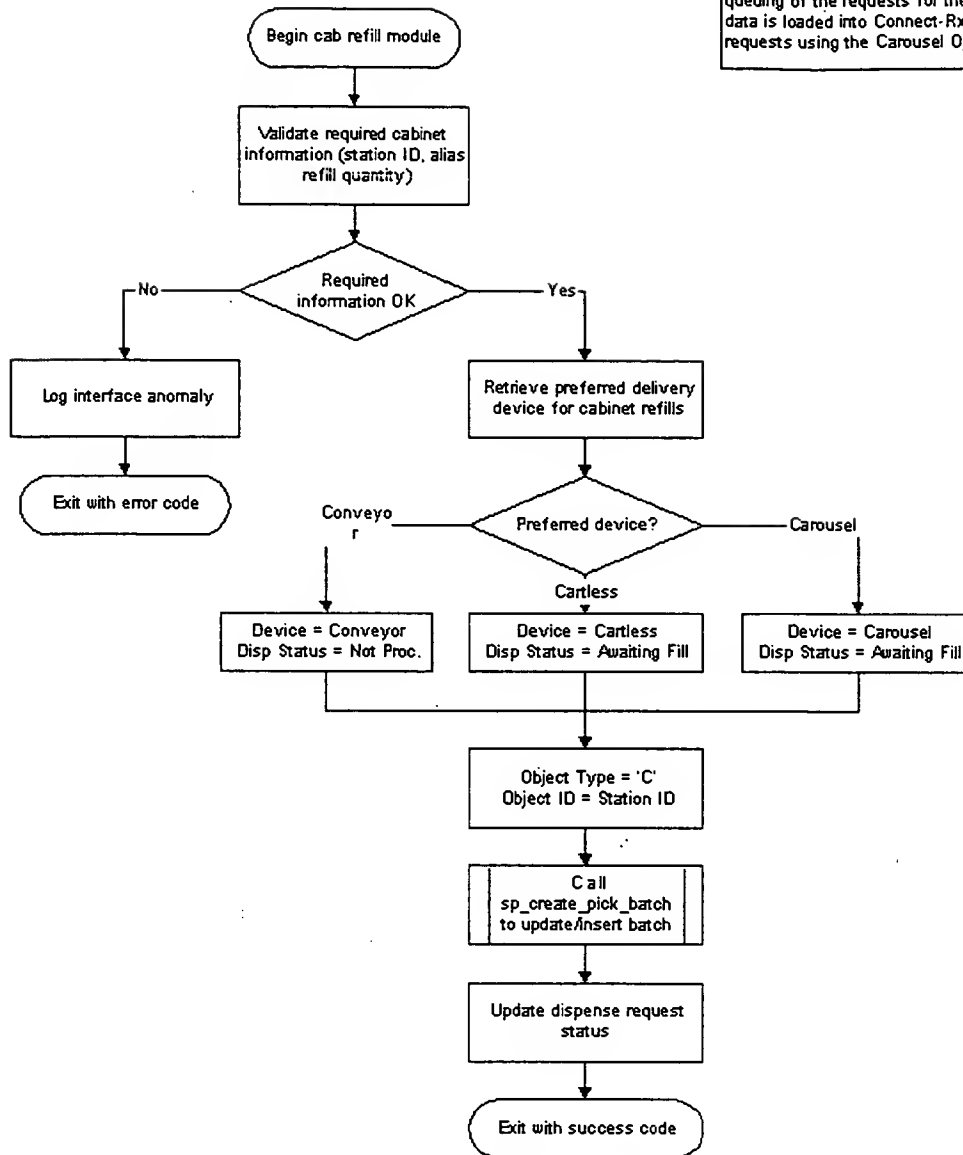 queing of the requests for the
data is loaded into Connect-Rx
requests using the Carousel O
Begin cab refill module
Validate required cabinet
information (station ID, alias
refill quantity)
Required
information OK
No
Yes
Log interface anomaly
Retrieve preferred delivery
device for cabinet refills
Exit with error code
Conveyo
r
Preferred device?
Carousel
Cartless
Device = Conveyor
Disp Status = Not Proc.
Device = Cartless
Disp Status = Awaiting Fill
Device = Carousel
Disp Status = Awaiting Fill
Object Type = 'C'
Object ID = Station ID
Call
sp_create_pick_batch
to update/insert batch
Update dispense request
status
Exit with success code